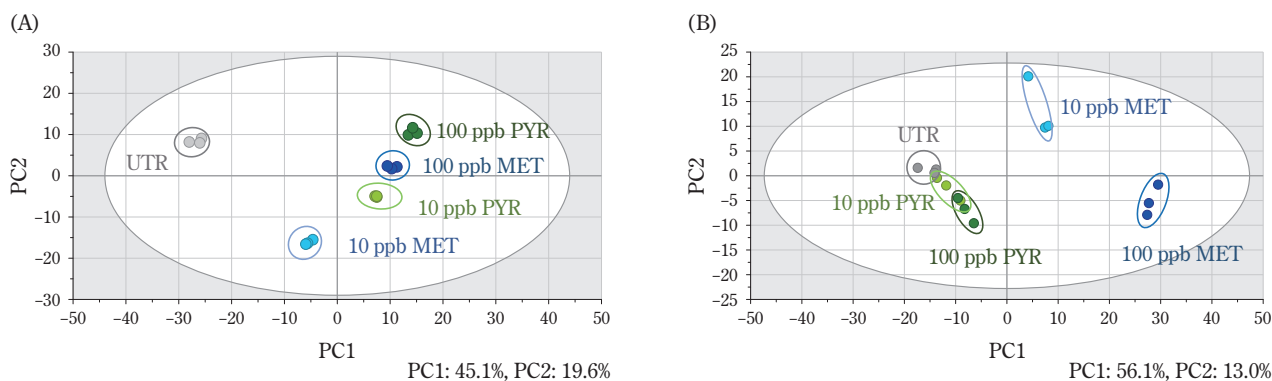 (A)
30
20
10
0
−10
−20
−30
PC2
UTR
100 ppb PYR
100 ppb MET
10 ppb PYR
10 ppb MET
−50 −40 −30 −20 −10 0 10 20 30 40 50
PC1
PC1: 45.1%, PC2: 19.6%
(B)
25
20
15
10
5
0
−5
−10
−15
−20
−25
PC2
10 ppb MET
UTR
10 ppb PYR
100 ppb PYR
100 ppb MET
−50 −40 −30 −20 −10 0 10 20 30 40 50
PC1
PC1: 56.1%, PC2: 13.0%